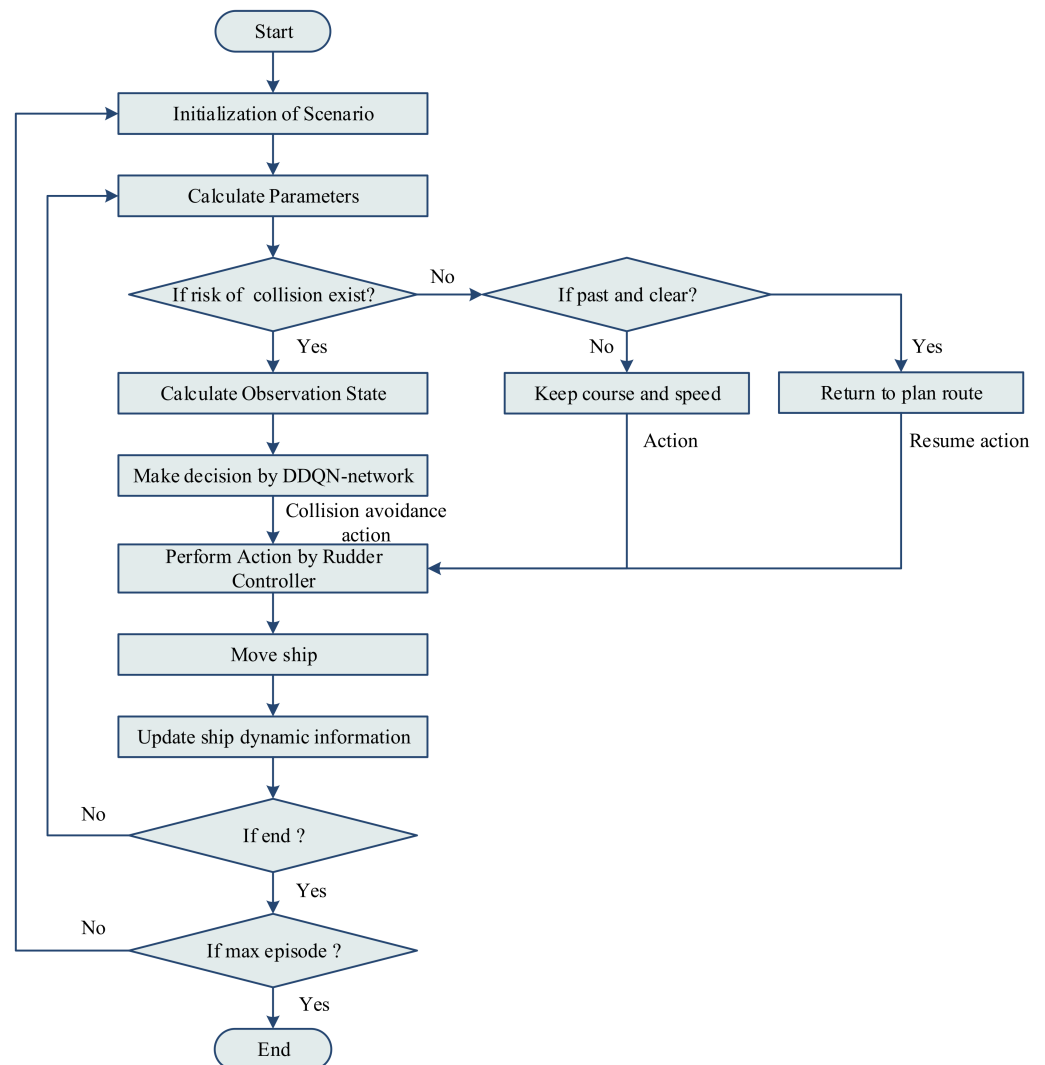 Start
Initialization of Scenario
Calculate Parameters
If risk of collision exist?
No
If past and clear?
Yes
No
Yes
Calculate Observation State
Keep course and speed
Return to plan route
Action
Resume action
Make decision by DDQN-network
Collision avoidance
action
Perform Action by Rudder
Controller
Move ship
Update ship dynamic information
No
If end ?
Yes
No
If max episode ?
Yes
End